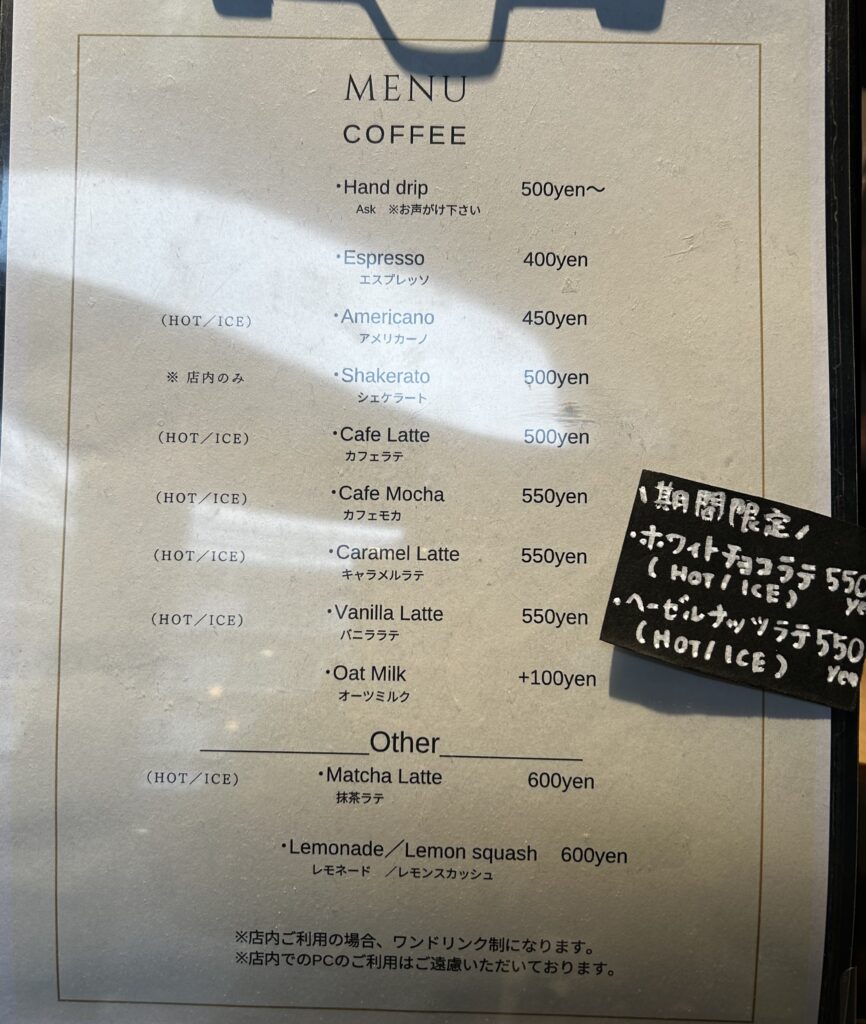 MENU
COFFEE
・Hand drip 500yen～
Ask ※お声がけ下さい
・Espresso 400yen
エスプレッソ
(HOT／ICE) ・Americano 450yen
アメリカーノ
※ 店内のみ ・Shakerato 500yen
シェケラート
(HOT／ICE) ・Cafe Latte 500yen
カフェラテ
(HOT／ICE) ・Cafe Mocha 550yen
カフェモカ
(HOT／ICE) ・Caramel Latte 550yen
キャラメルラテ
(HOT／ICE) ・Vanilla Latte 550yen
バニララテ
・Oat Milk +100yen
オーツミルク
Other
(HOT／ICE) ・Matcha Latte 600yen
抹茶ラテ
・Lemonade／Lemon squash 600yen
レモネード ／レモンスカッシュ
※店内ご利用の場合、ワンドリンク制になります。
※店内でのPCのご利用はご遠慮いただいております。
\期間限定/
・ホワイトチョコラテ 550
(HOT/ICE) ye
・ヘーゼルナッツラテ 550
(HOT/ICE) yen